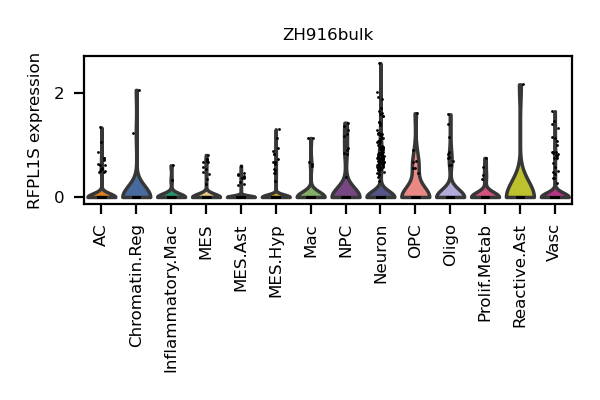 ZH916bulk
RFPL1S expression
2
0
AC
Chromatin.Reg
Inflammatory.Mac
MES
MES.Ast
MES.Hyp
Mac
NPC
Neuron
OPC
Oligo
Prolif.Metab
Reactive.Ast
Vasc